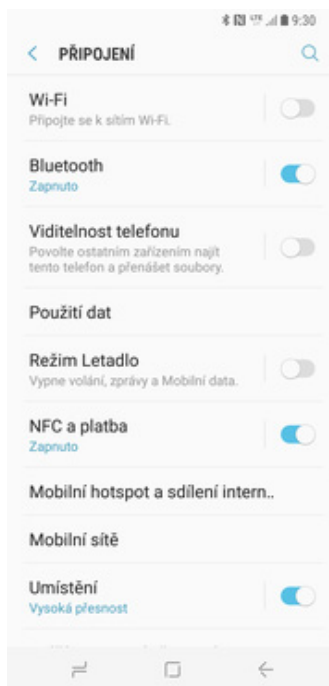 LTE 9:30
PŘIPOJENÍ
Wi-Fi
Připojte se k sítím Wi-Fi.
Bluetooth
Zapnuto
Viditelnost telefonu
Povolte ostatním zařízením najít
tento telefon a přenášet soubory.
Použití dat
Režim Letadlo
Vypne volání, zprávy a Mobilní data.
NFC a platba
Zapnuto
Mobilní hotspot a sdílení intern..
Mobilní sítě
Umístění
Vysoká přesnost